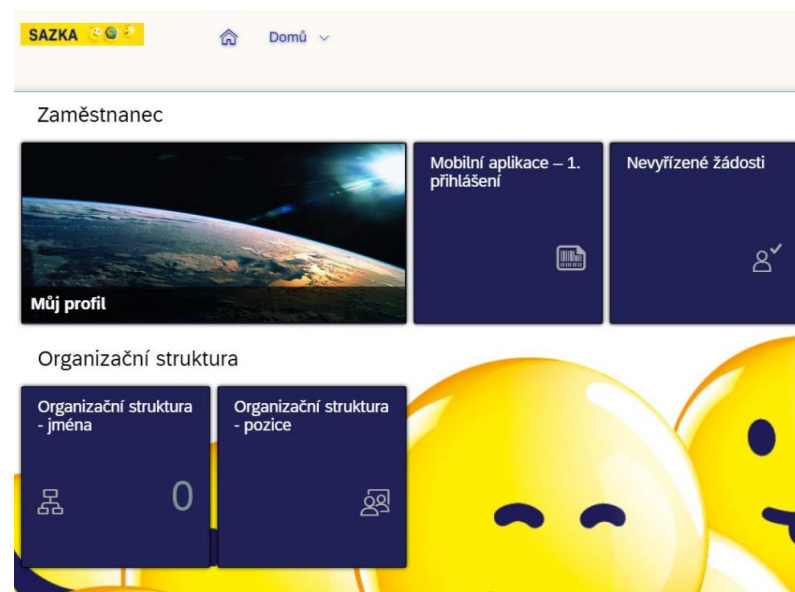 SAZKA
Domů
Zaměstnanec
Můj profil
Mobilní aplikace – 1.
přihlášení
Nevyřízené žádosti
Organizační struktura
Organizační struktura
- jména
0
Organizační struktura
- pozice